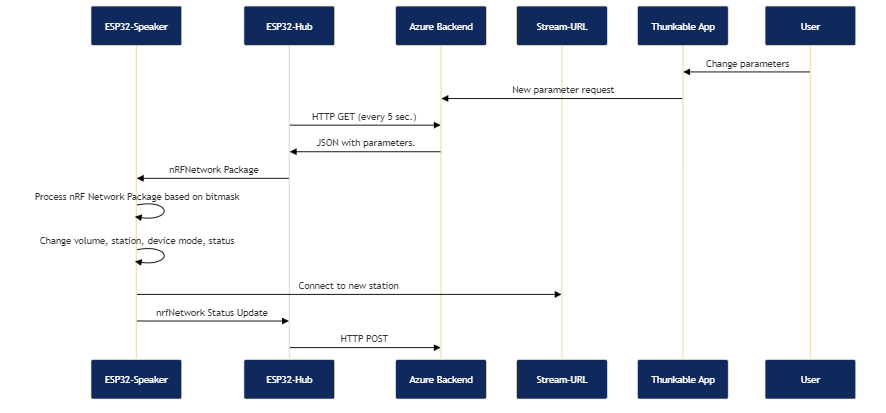 ESP32-Speaker
ESP32-Hub
Azure Backend
Stream-URL
Thunkable App
User
Change parameters
New parameter request
HTTP GET (every 5 sec.)
JSON with parameters.
nRFNetwork Package
Process nRF Network Package based on bitmask
Change volume, station, device mode, status
Connect to new station
nrfNetwork Status Update
HTTP POST
ESP32-Speaker
ESP32-Hub
Azure Backend
Stream-URL
Thunkable App
User